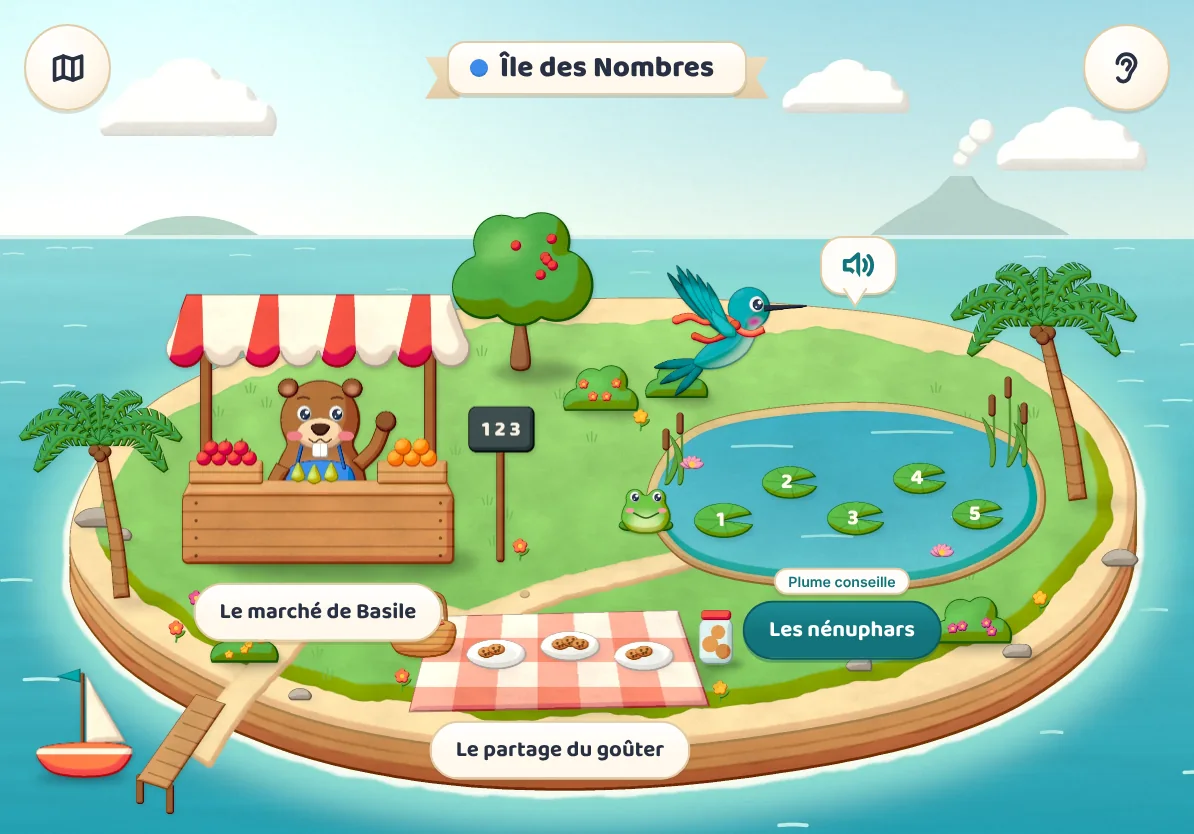 Île des Nombres
1 2 3
2
4
1
3
5
Plume conseille
Le marché de Basile
Les nénuphars
Le partage du goûter